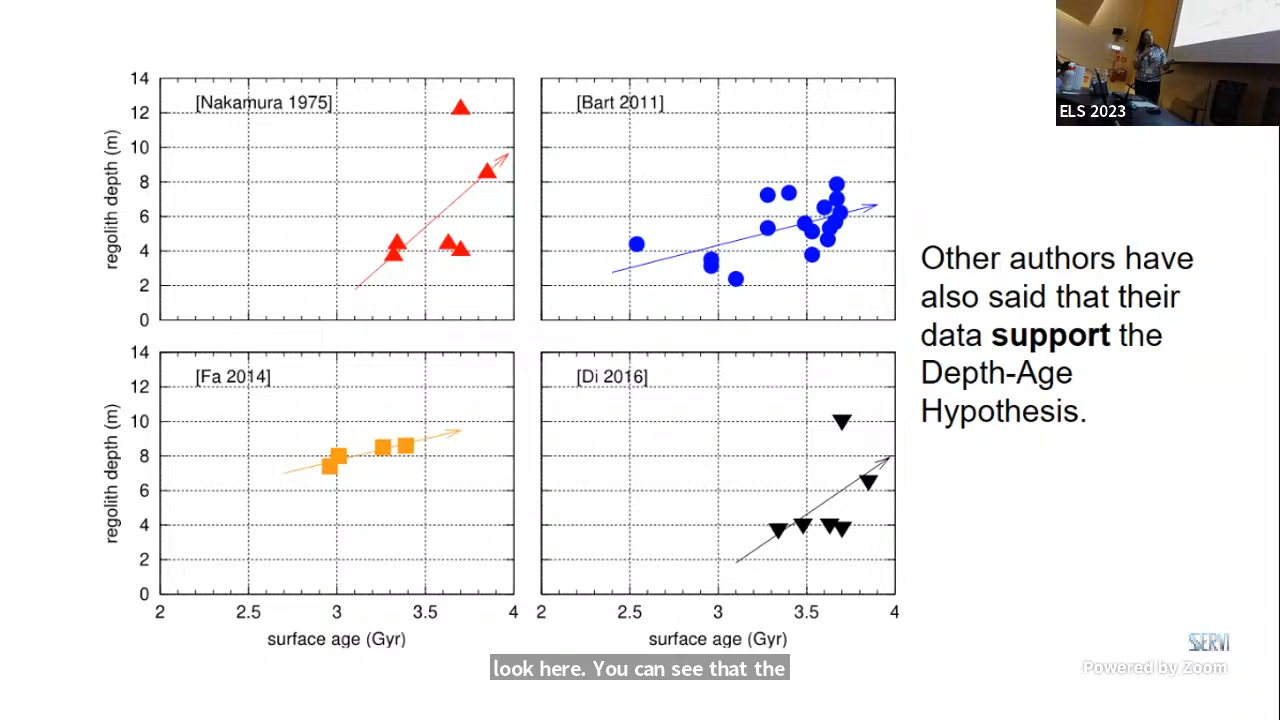 ELS 2023
14
12
10
8
6
4
2
0
regolith depth (m)
[Nakamura 1975]
[Bart 2011]
14
12
10
8
6
4
2
0
regolith depth (m)
[Fa 2014]
[Di 2016]
2 2.5 3 3.5 4
surface age (Gyr)
2 2.5 3 3.5 4
surface age (Gyr)
Other authors have
also said that their
data support the
Depth-Age
Hypothesis.
SSERVI
Powered by Zoom
look here. You can see that the